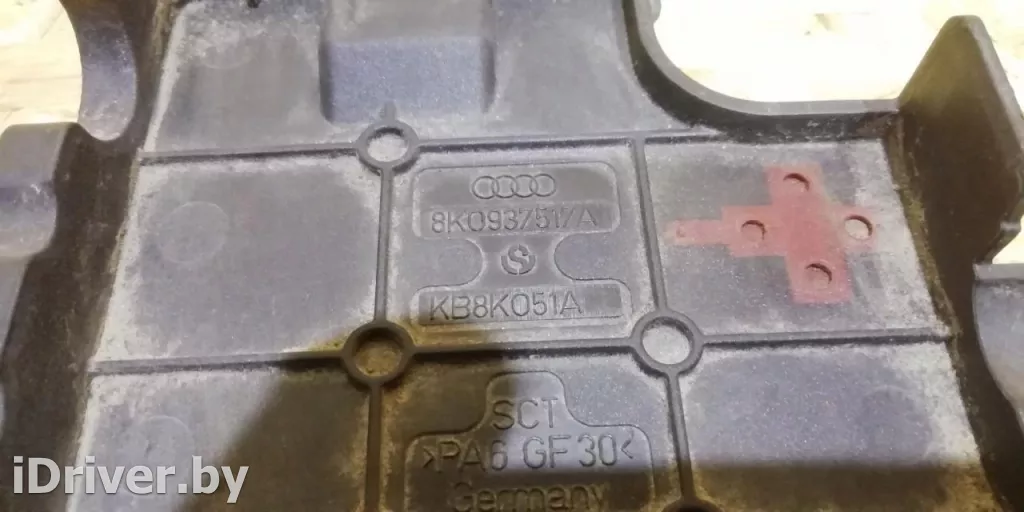 8K0937517A
S
KB8K051A
SCT
>PA6 GF30<
Germany
iDriver.by